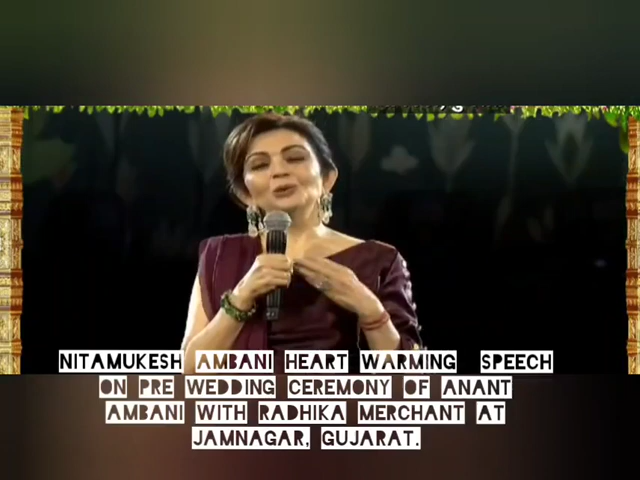 NITAMUKESH AMBANI HEART WARMING SPEECH
ON PRE WEDDING CEREMONY OF ANANT
AMBANI WITH RADHIKA MERCHANT AT
JAMNAGAR, GUJARAT.